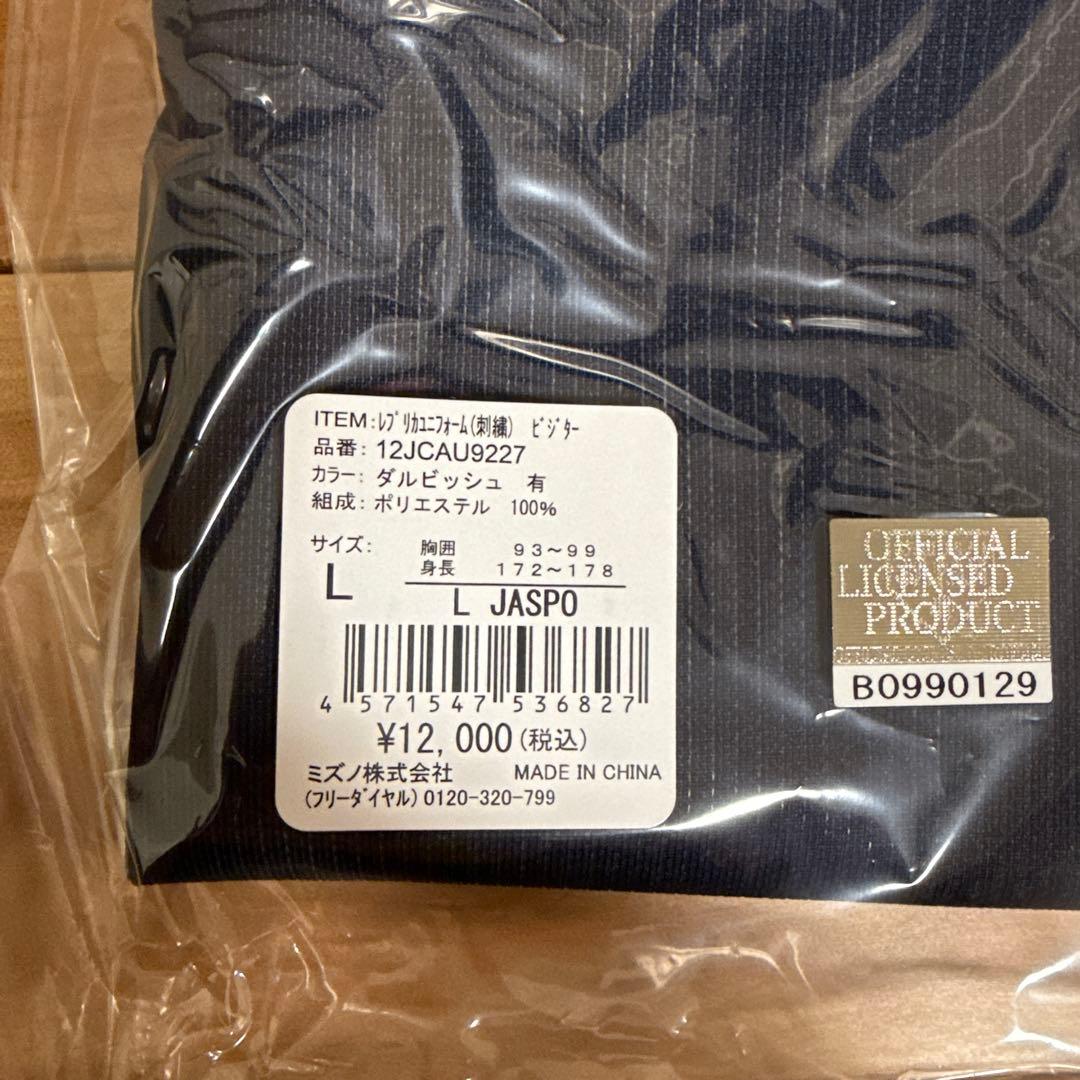 ITEM:ﾚﾌﾟﾘｶﾕﾆﾌｫｰﾑ(刺繍) ﾋﾞｼﾞﾀｰ
品番: 12JCAU9227
カラー: ダルビッシュ 有
組成: ポリエステル 100%
サイズ:
L
胸囲 93～99
身長 172～178
L JASPO
4 571547 536827
¥12,000(税込)
ミズノ株式会社 MADE IN CHINA
(フリーダイヤル) 0120-320-799
OFFICIAL
LICENSED
PRODUCT
B0990129